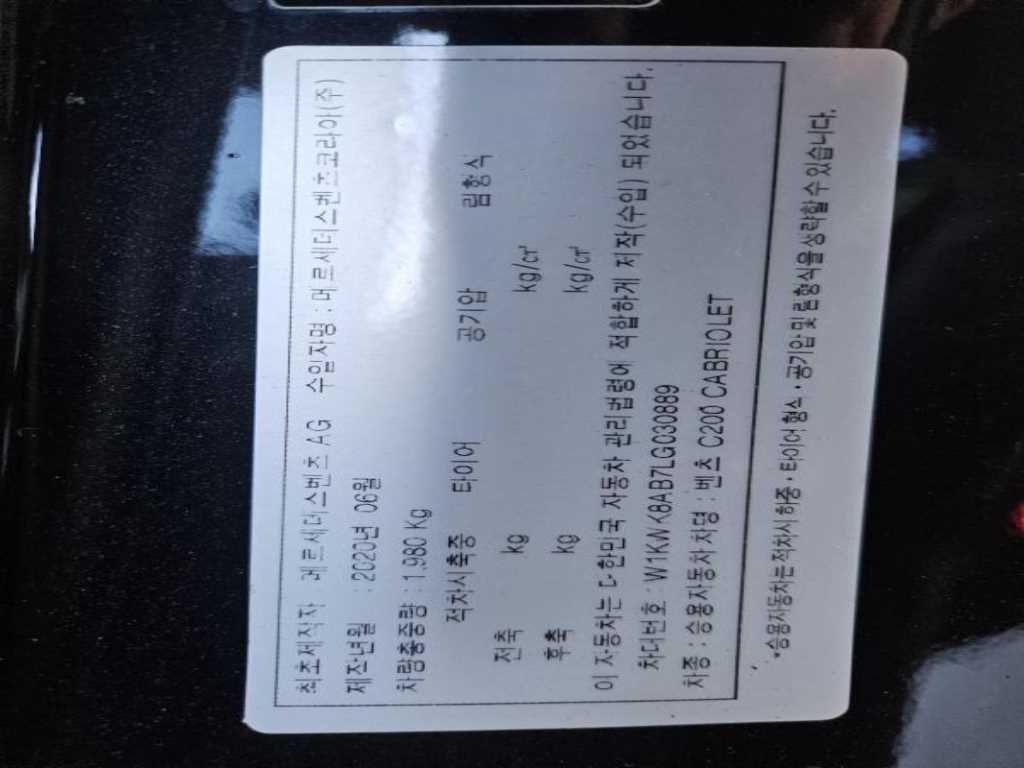 최초제작자 메르세데스벤츠 AG 수입자명 : 메르세데스벤츠코리아(주)
제작년월 : 2020년 06월
차량총중량 : 1,980 Kg
적차시축중 타이어 공기압 림형식
전축 kg kg/㎠
후축 kg kg/㎠
이 자동차는 대한민국 자동차 관리법령에 적합하게 제작(수입) 되었습니다.
차대번호 : W1KWK8AB7LG030889
차종 : 승용자동차 차명 : 벤츠 C200 CABRIOLET
*승용자동차는 적차시 하중·타이어 형식·공기압 및 림형식을 생략할 수 있습니다.